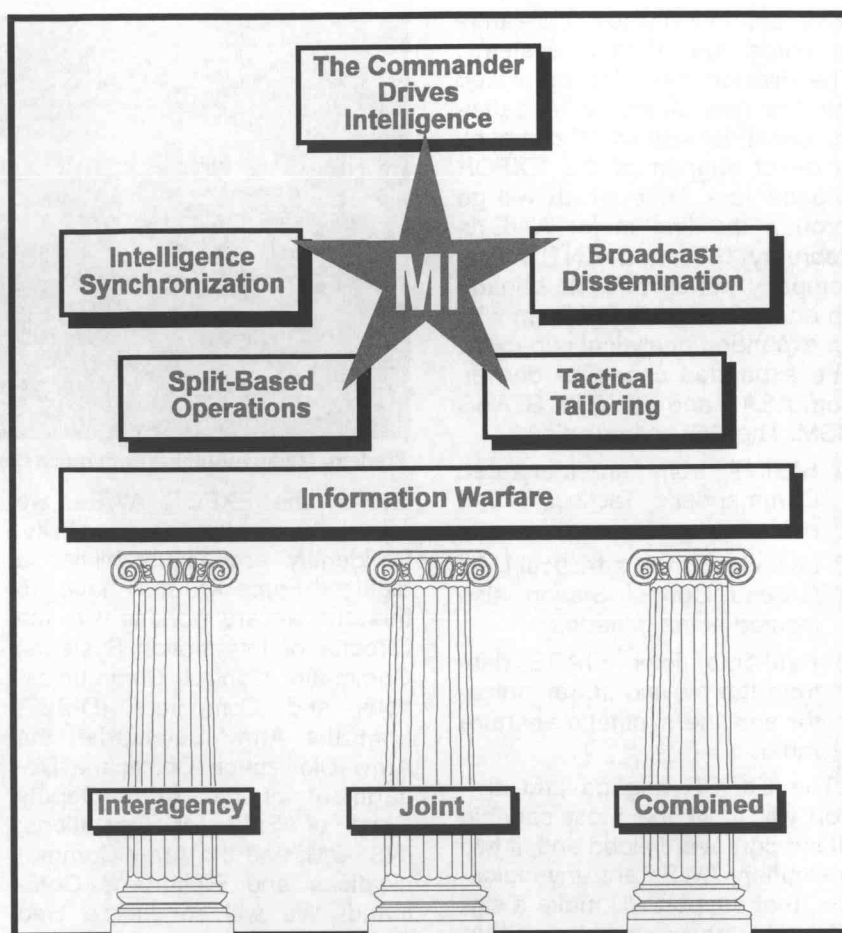 The Commander
Drives
Intelligence
Intelligence
Synchronization
MI
Broadcast
Dissemination
Split-Based
Operations
Tactical
Tailoring
Information Warfare
Interagency
Joint
Combined